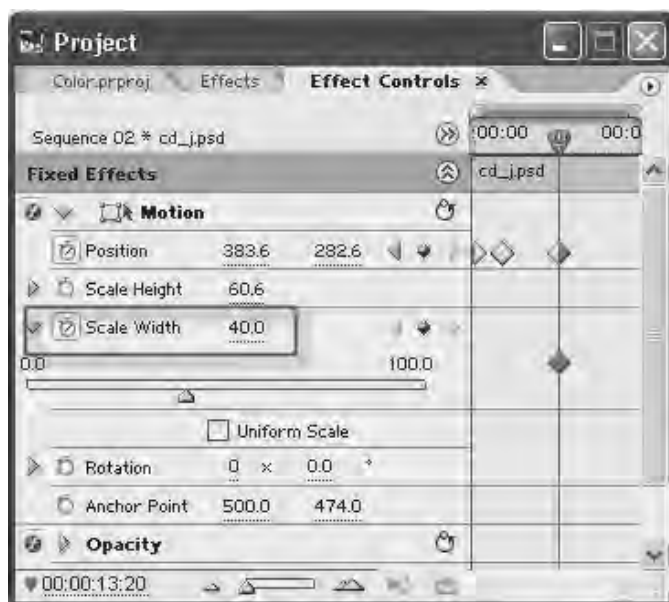 Project
Color.prproj Effects Effect Controls
Sequence 02 * cd_j.psd :00:00 00:0
Fixed Effects cd_j.psd
Motion
Position 383.6 282.6
Scale Height 60.6
Scale Width 40.0
0.0 100.0
Uniform Scale
Rotation 0 x 0.0 °
Anchor Point 500.0 474.0
Opacity
00:00:13:20